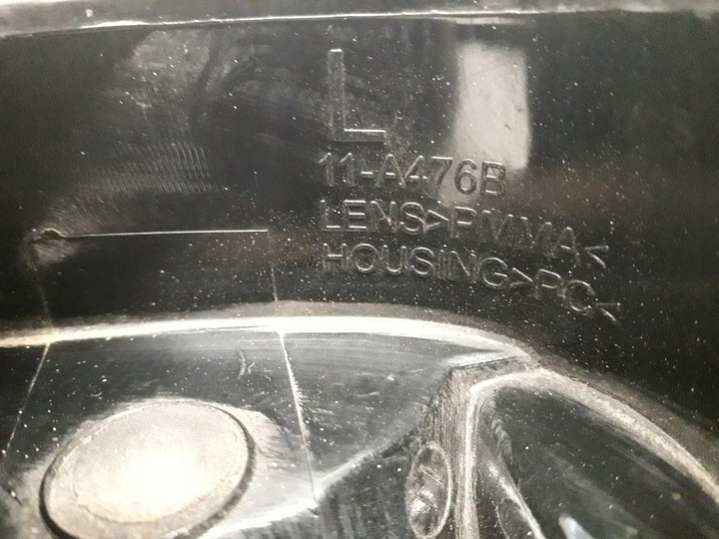 L
11-A476B
LENS>PMMA<
HOUSING>PC<